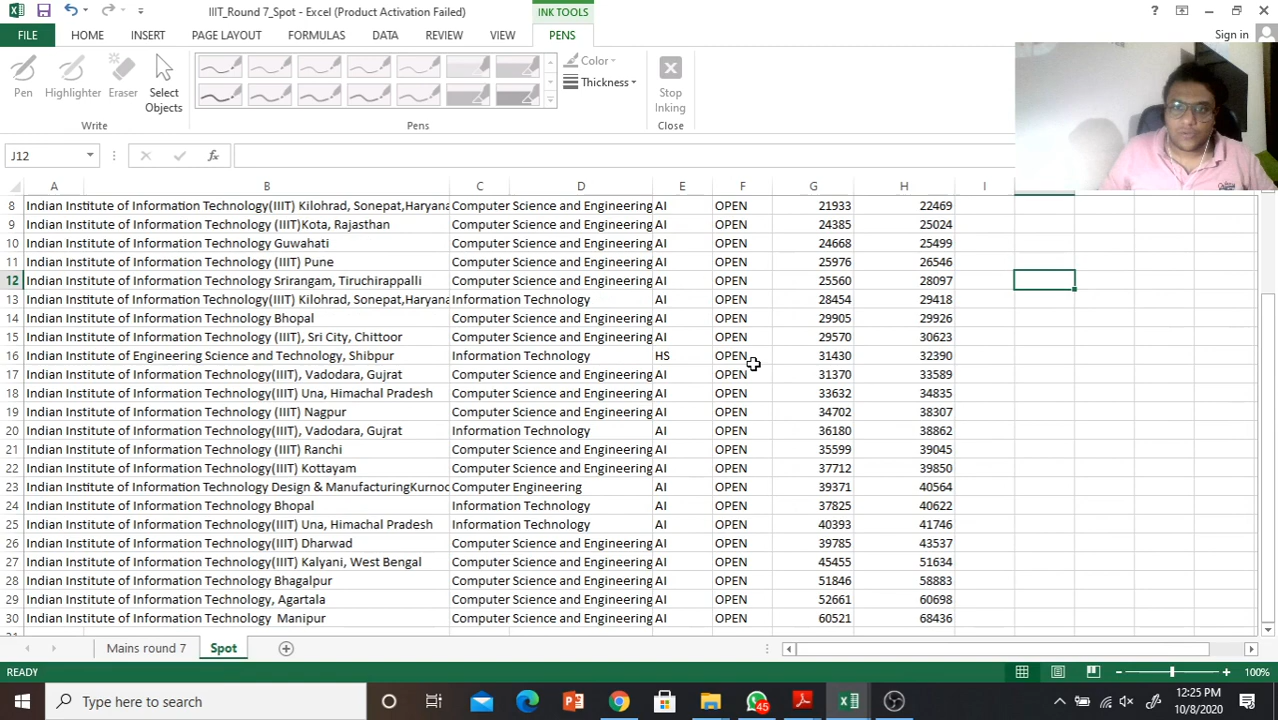 IIIT_Round 7_Spot - Excel (Product Activation Failed)
INK TOOLS
?
FILE HOME INSERT PAGE LAYOUT FORMULAS DATA REVIEW VIEW PENS Sign in
Pen Highlighter Eraser Select Objects
Color
Thickness
Stop Inking
Write Pens Close
J12 fx
A B C D E F G H I
8 Indian Institute of Information Technology(IIIT) Kilohrad, Sonepat,Haryana Computer Science and Engineering AI OPEN 21933 22469
9 Indian Institute of Information Technology (IIIT)Kota, Rajasthan Computer Science and Engineering AI OPEN 24385 25024
10 Indian Institute of Information Technology Guwahati Computer Science and Engineering AI OPEN 24668 25499
11 Indian Institute of Information Technology (IIIT) Pune Computer Science and Engineering AI OPEN 25976 26546
12 Indian Institute of Information Technology Srirangam, Tiruchirappalli Computer Science and Engineering AI OPEN 25560 28097
13 Indian Institute of Information Technology(IIIT) Kilohrad, Sonepat,Haryana Information Technology AI OPEN 28454 29418
14 Indian Institute of Information Technology Bhopal Computer Science and Engineering AI OPEN 29905 29926
15 Indian Institute of Information Technology (IIIT), Sri City, Chittoor Computer Science and Engineering AI OPEN 29570 30623
16 Indian Institute of Engineering Science and Technology, Shibpur Information Technology HS OPEN 31430 32390
17 Indian Institute of Information Technology(IIIT), Vadodara, Gujrat Computer Science and Engineering AI OPEN 31370 33589
18 Indian Institute of Information Technology(IIIT) Una, Himachal Pradesh Computer Science and Engineering AI OPEN 33632 34835
19 Indian Institute of Information Technology (IIIT) Nagpur Computer Science and Engineering AI OPEN 34702 38307
20 Indian Institute of Information Technology(IIIT), Vadodara, Gujrat Information Technology AI OPEN 36180 38862
21 Indian Institute of Information Technology (IIIT) Ranchi Computer Science and Engineering AI OPEN 35599 39045
22 Indian Institute of Information Technology (IIIT) Kottayam Computer Science and Engineering AI OPEN 37712 39850
23 Indian Institute of Information Technology Design & ManufacturingKurnoo Computer Engineering AI OPEN 39371 40564
24 Indian Institute of Information Technology Bhopal Information Technology AI OPEN 37825 40622
25 Indian Institute of Information Technology(IIIT) Una, Himachal Pradesh Information Technology AI OPEN 40393 41746
26 Indian Institute of Information Technology(IIIT) Dharwad Computer Science and Engineering AI OPEN 39785 43537
27 Indian Institute of Information Technology(IIIT) Kalyani, West Bengal Computer Science and Engineering AI OPEN 45455 51634
28 Indian Institute of Information Technology Bhagalpur Computer Science and Engineering AI OPEN 51846 58883
29 Indian Institute of Information Technology, Agartala Computer Science and Engineering AI OPEN 52661 60698
30 Indian Institute of Information Technology Manipur Computer Science and Engineering AI OPEN 60521 68436
Mains round 7 Spot
READY 100%
Type here to search 45 12:25 PM
10/8/2020